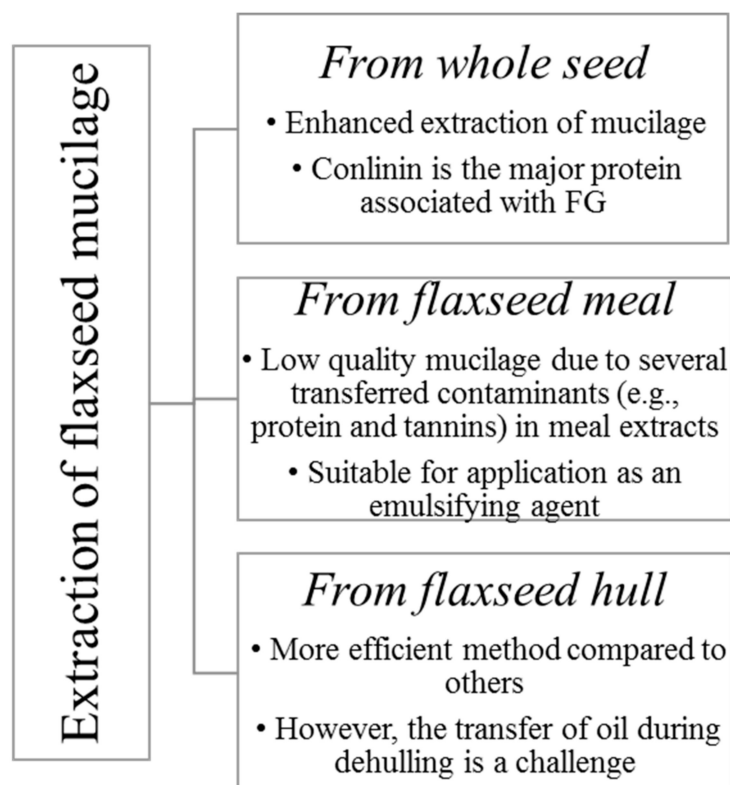 Extraction of flaxseed mucilage
From whole seed
• Enhanced extraction of mucilage
• Conlinin is the major protein
associated with FG
From flaxseed meal
• Low quality mucilage due to several
transferred contaminants (e.g.,
protein and tannins) in meal extracts
• Suitable for application as an
emulsifying agent
From flaxseed hull
• More efficient method compared to
others
• However, the transfer of oil during
dehulling is a challenge